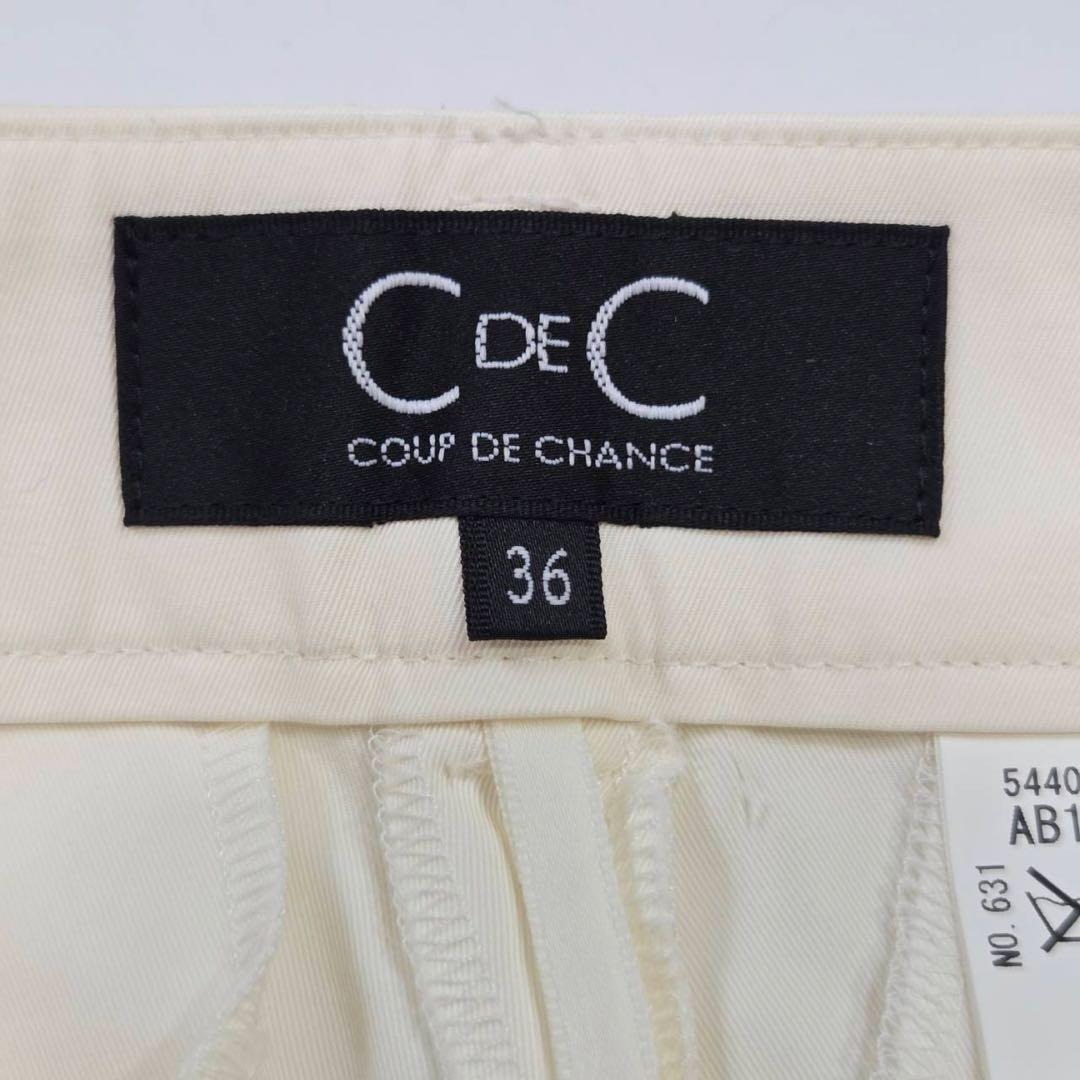 C DE C
COUP DE CHANCE
36
5440
AB1
NO. 631